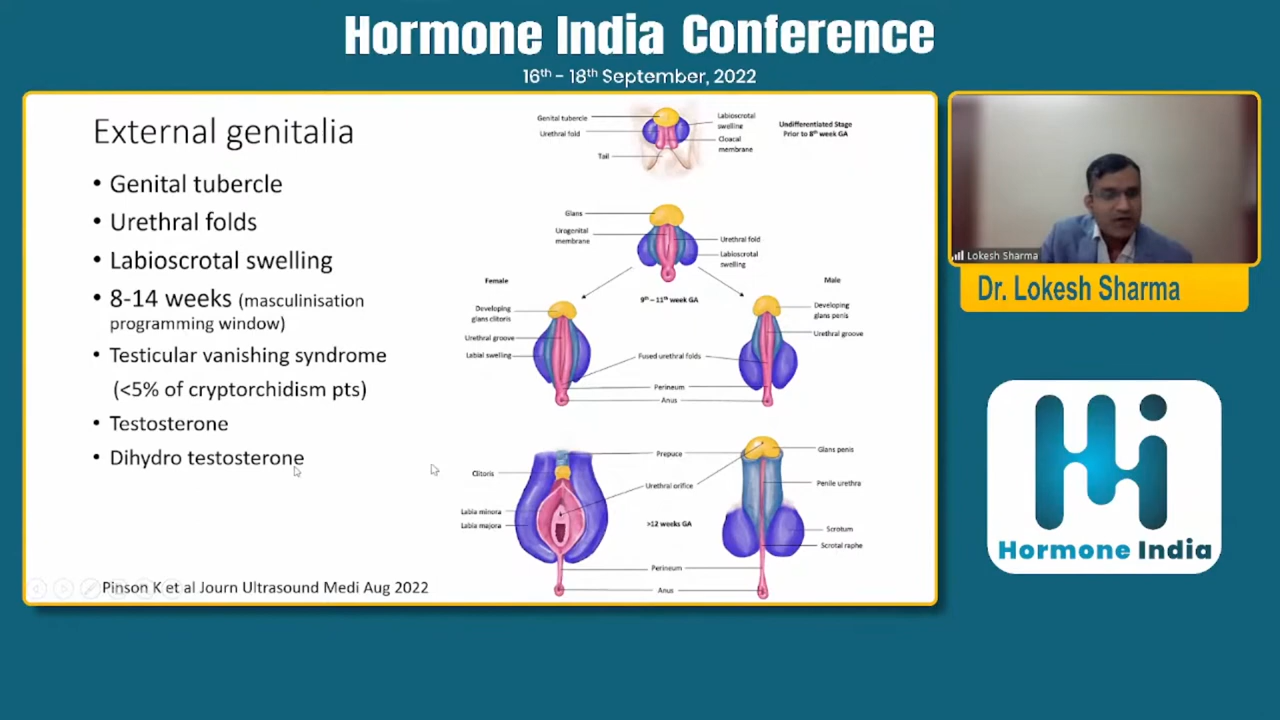 Hormone India Conference
16th - 18th September, 2022
External genitalia
• Genital tubercle
• Urethral folds
• Labioscrotal swelling
• 8-14 weeks (masculinisation
programming window)
• Testicular vanishing syndrome
(<5% of cryptorchidism pts)
• Testosterone
• Dihydro testosterone
Pinson K et al Journ Ultrasound Medi Aug 2022
Genital tubercle
Urethral fold
Tail
Labioscrotal
swelling
Cloacal
membrane
Undifferentiated Stage
Prior to 8th week GA
Glans
Urogenital
membrane
Urethral fold
Labioscrotal
swelling
Female
Male
9th – 11th week GA
Developing
glans clitoris
Urethral groove
Labial swelling
Developing
glans penis
Urethral groove
Fused urethral folds
Perineum
Anus
Prepuce
Clitoris
Glans penis
Urethral orifice
Penile urethra
Labia minora
Labia majora
>12 weeks GA
Scrotum
Scrotal raphe
Perineum
Anus
Lokesh Sharma
Dr. Lokesh Sharma
Hi
Hormone India